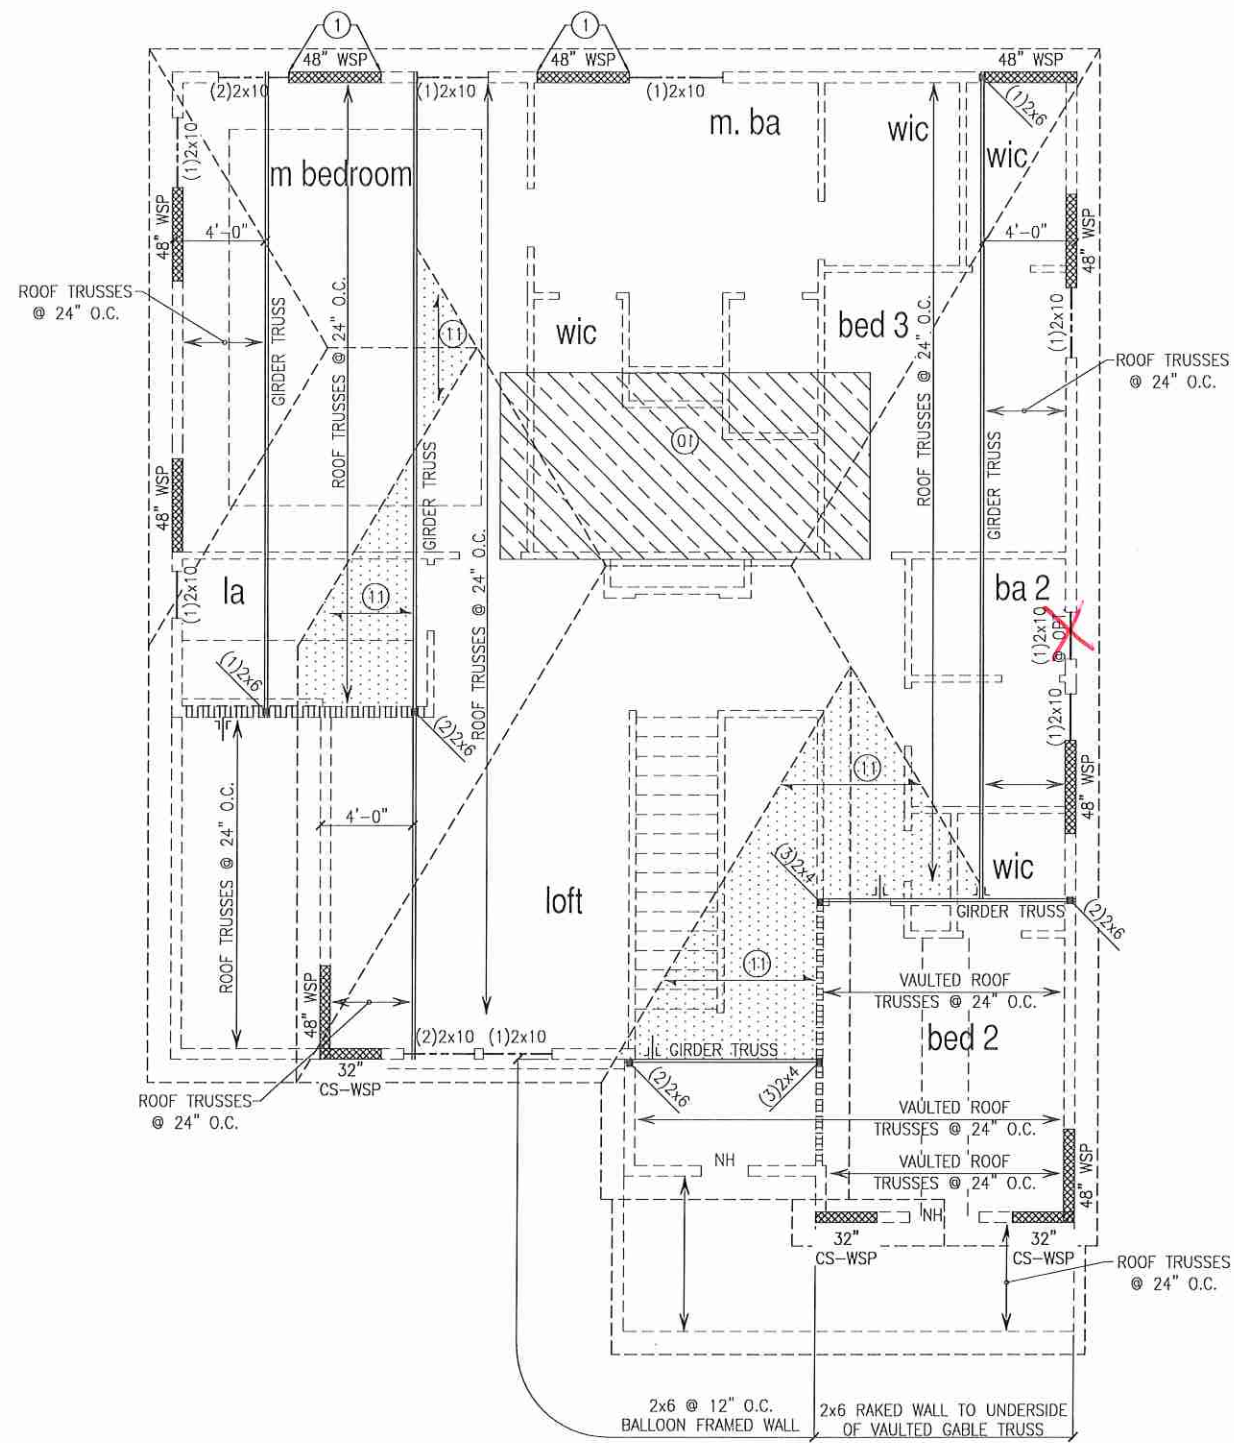 1
1
48" WSP
48" WSP
48" WSP
(2)2x10
(1)2x10
(1)2x10
(1)2x6
m. ba
wic
wic
(1)2x10
m bedroom
48" WSP
4'-0"
4'-0"
48" WSP
ROOF TRUSSES
@ 24" O.C.
GIRDER TRUSS
ROOF TRUSSES @ 24" O.C.
11
wic
bed 3
ROOF TRUSSES @ 24" O.C.
(1)2x10
ROOF TRUSSES
@ 24" O.C.
GIRDER TRUSS
GIRDER TRUSS
01
48" WSP
ROOF TRUSSES @ 24" O.C.
(1)2x10
la
11
ba 2
(1)2x10
@ OPT
(1)2x6
(2)2x6
(1)2x10
11
48" WSP
ROOF TRUSSES @ 24" O.C.
4'-0"
(3)2x4
wic
loft
GIRDER TRUSS
(2)2x6
11
VAULTED ROOF
TRUSSES @ 24" O.C.
48" WSP
bed 2
(2)2x10
(1)2x10
GIRDER TRUSS
32"
CS-WSP
(2)2x6
(3)2x4
ROOF TRUSSES
@ 24" O.C.
VAULTED ROOF
TRUSSES @ 24" O.C.
NH
VAULTED ROOF
TRUSSES @ 24" O.C.
48" WSP
NH
32"
CS-WSP
32"
CS-WSP
ROOF TRUSSES
@ 24" O.C.
2x6 @ 12" O.C.
BALLOON FRAMED WALL
2x6 RAKED WALL TO UNDERSIDE
OF VAULTED GABLE TRUSS